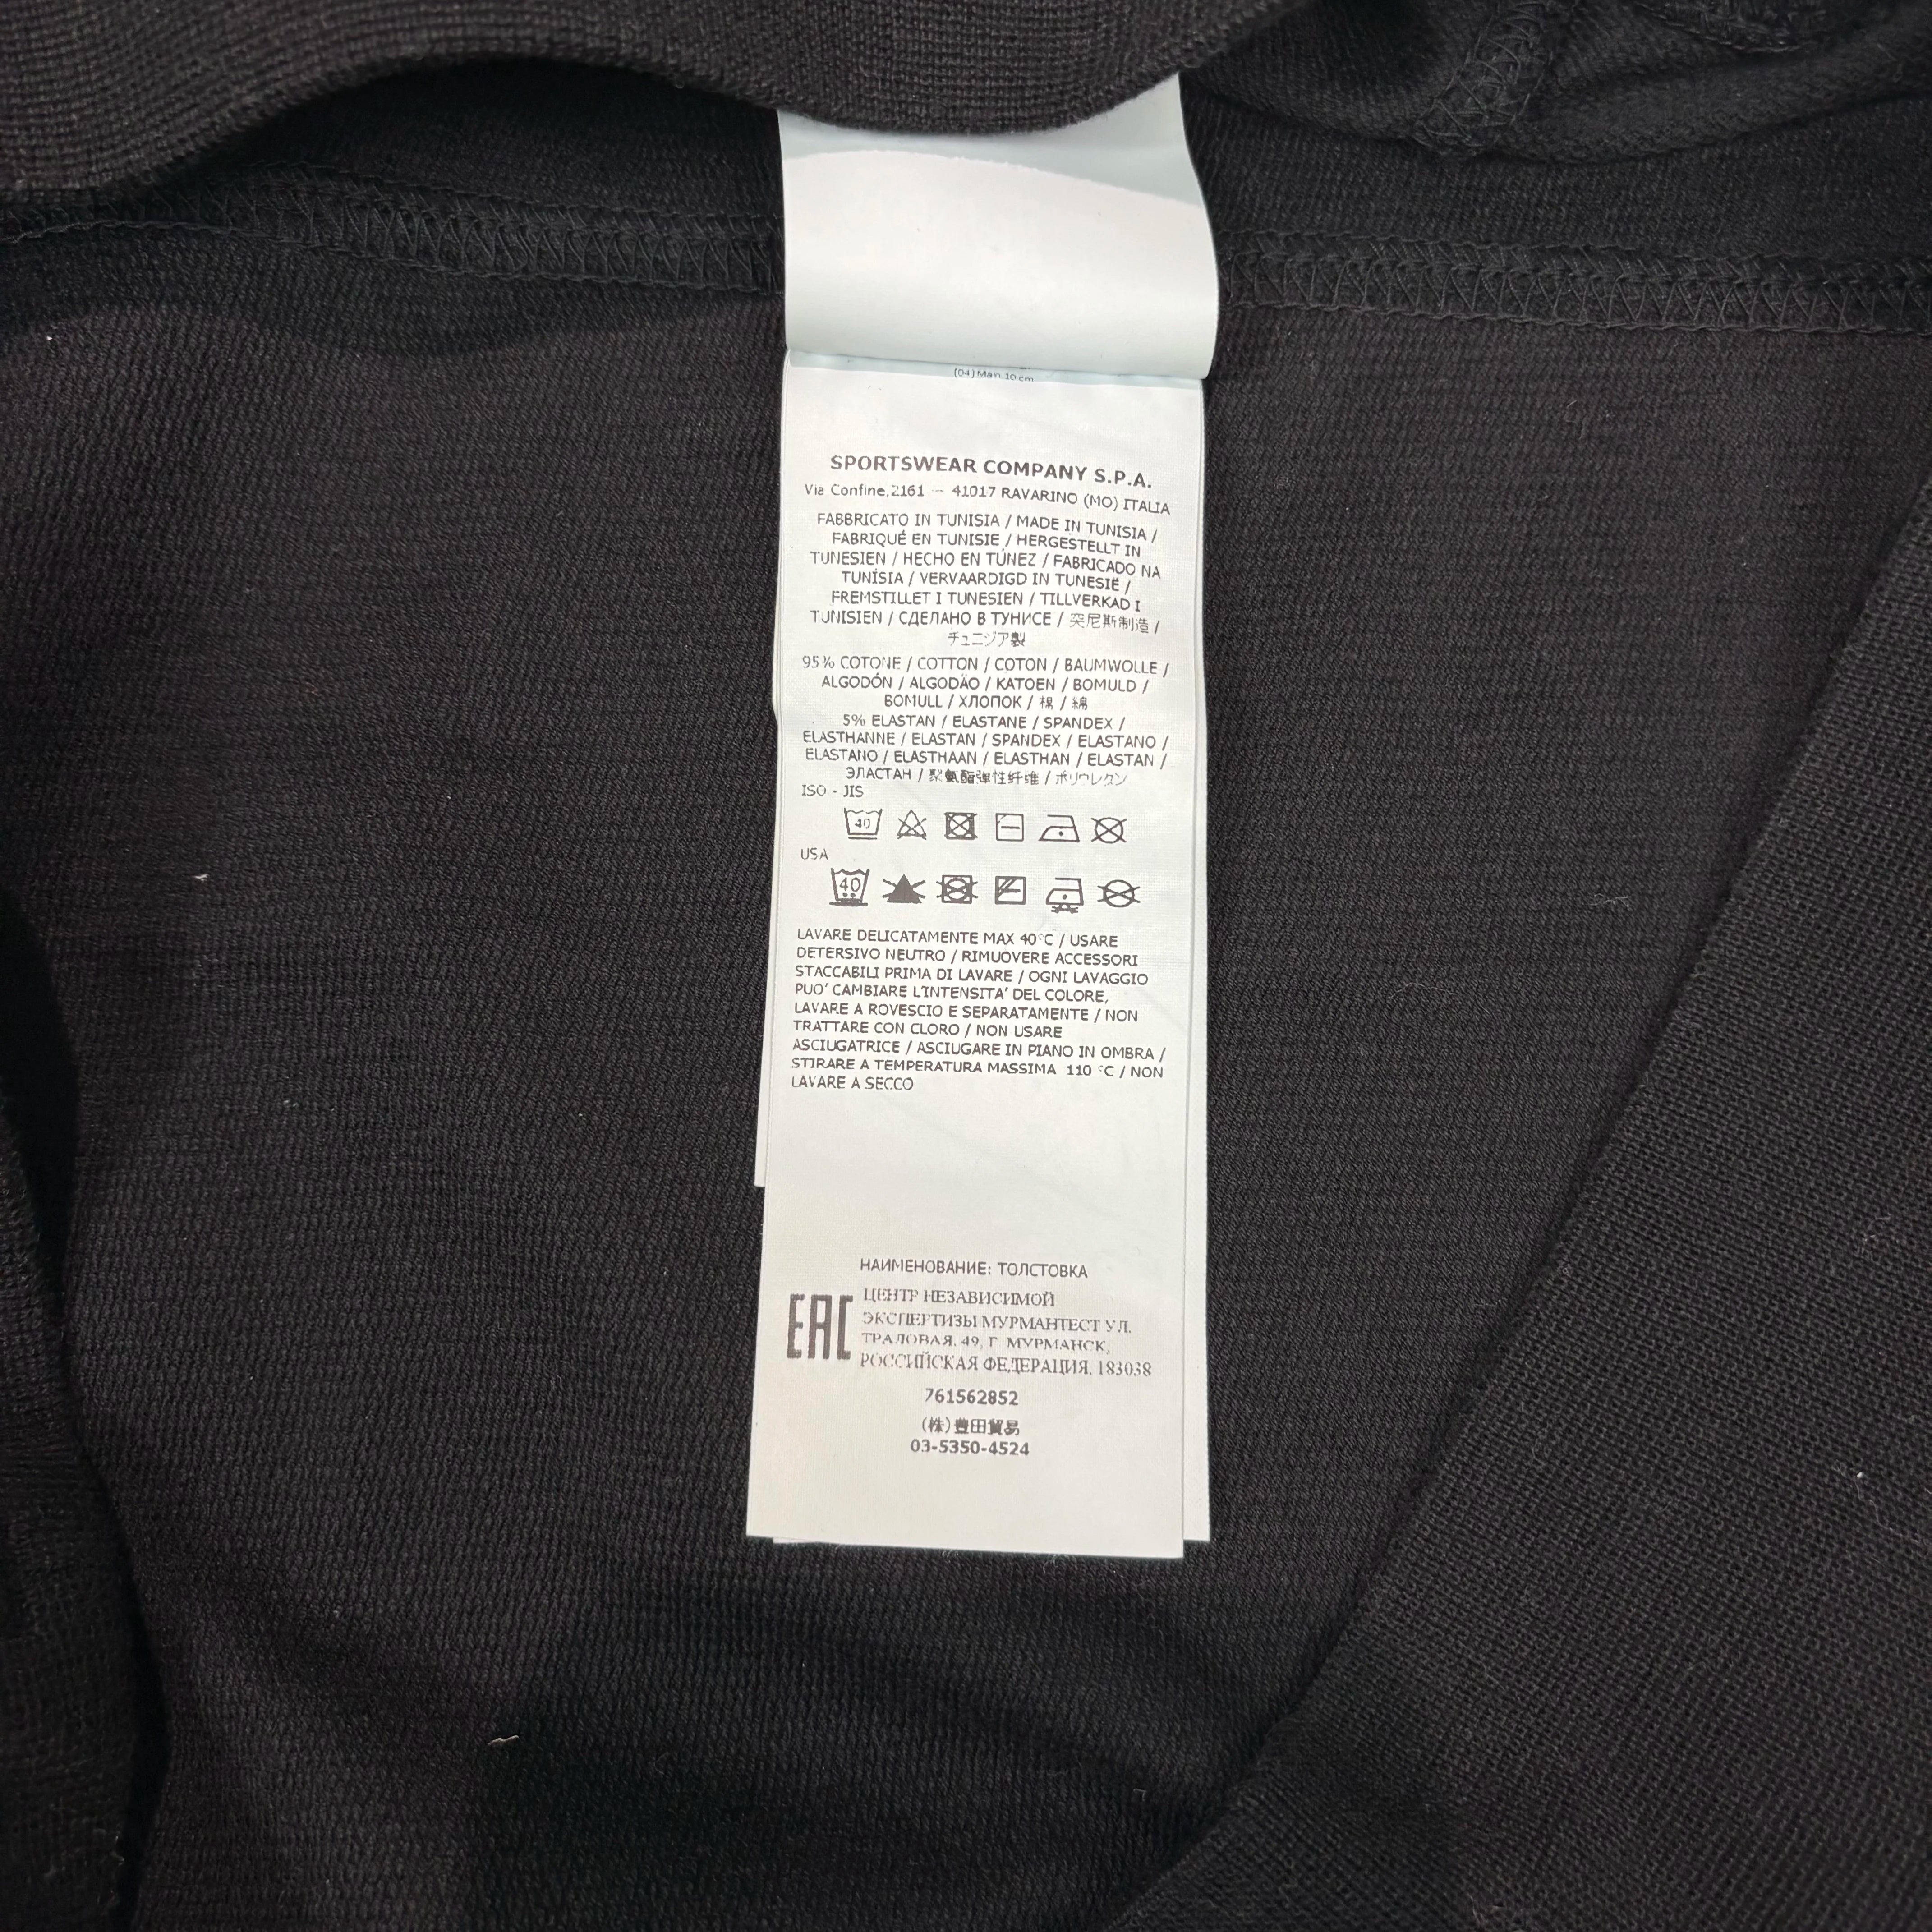 (04) Main 10 cm
SPORTSWEAR COMPANY S.P.A.
Via Confine,2161 — 41017 RAVARINO (MO) ITALIA
FABBRICATO IN TUNISIA / MADE IN TUNISIA /
FABRIQUÉ EN TUNISIE / HERGESTELLT IN
TUNESIEN / HECHO EN TÚNEZ / FABRICADO NA
TUNÍSIA / VERVAARDIGD IN TUNESIË /
FREMSTILLET I TUNESIEN / TILLVERKAD I
TUNISIEN / СДЕЛАНО В ТУНИСЕ / 突尼斯制造 /
チュニジア製
95% COTONE / COTTON / COTON / BAUMWOLLE /
ALGODÓN / ALGODÃO / KATOEN / BOMULD /
BOMULL / ХЛОПОК / 棉 / 綿
5% ELASTAN / ELASTANE / SPANDEX /
ELASTHANNE / ELASTAN / SPANDEX / ELASTANO /
ELASTANO / ELASTHAAN / ELASTHAN / ELASTAN /
ЭЛАСТАН / 聚氨酯弹性纤维 / ポリウレタン
ISO - JIS
40
USA
40
LAVARE DELICATAMENTE MAX 40°C / USARE
DETERSIVO NEUTRO / RIMUOVERE ACCESSORI
STACCABILI PRIMA DI LAVARE / OGNI LAVAGGIO
PUO' CAMBIARE L'INTENSITA' DEL COLORE,
LAVARE A ROVESCIO E SEPARATAMENTE / NON
TRATTARE CON CLORO / NON USARE
ASCIUGATRICE / ASCIUGARE IN PIANO IN OMBRA /
STIRARE A TEMPERATURA MASSIMA 110 °C / NON
LAVARE A SECCO
НАИМЕНОВАНИЕ: ТОЛСТОВКА
EAC
ЦЕНТР НЕЗАВИСИМОЙ
ЭКСПЕРТИЗЫ МУРМАНТЕСТ УЛ.
ТРАЛОВАЯ, 49, Г. МУРМАНСК,
РОССИЙСКАЯ ФЕДЕРАЦИЯ, 183038
761562852
(株)豊田貿易
03-5350-4524